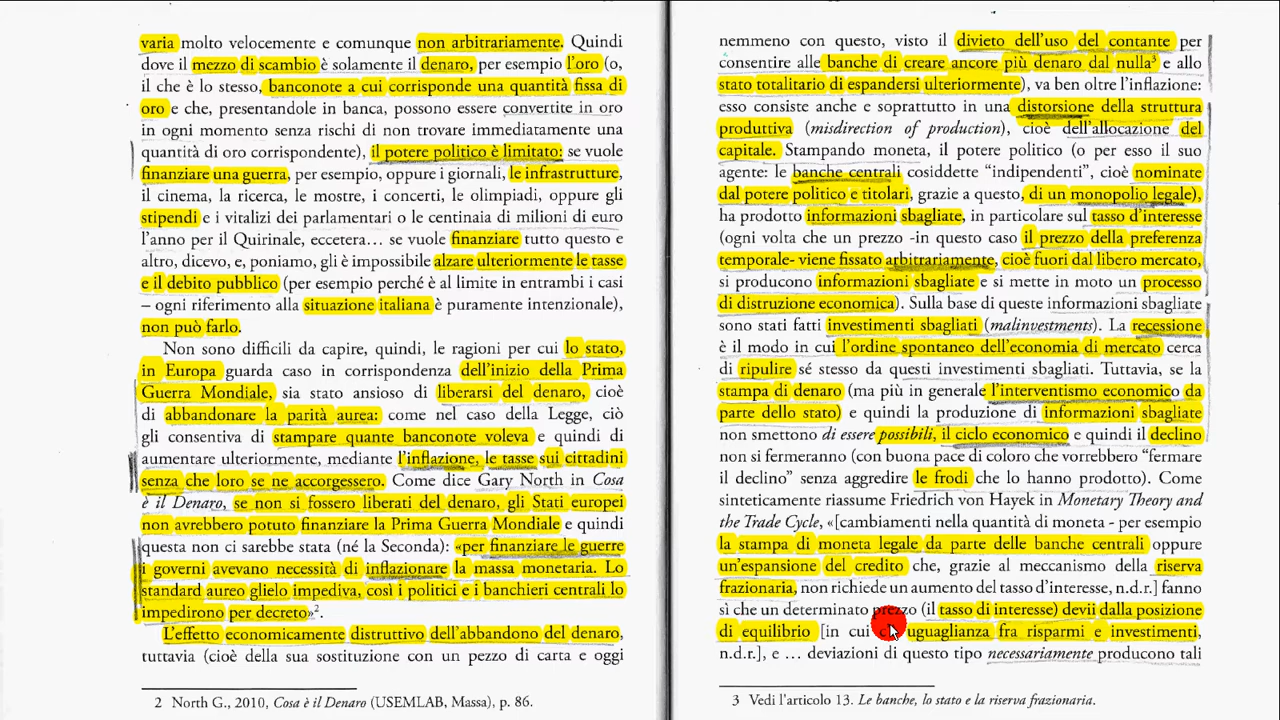 varia molto velocemente e comunque non arbitrariamente. Quindi
dove il mezzo di scambio è solamente il denaro, per esempio l'oro (o,
il che è lo stesso, banconote a cui corrisponde una quantità fissa di
oro e che, presentandole in banca, possono essere convertite in oro
in ogni momento senza rischi di non trovare immediatamente una
quantità di oro corrispondente), il potere politico è limitato: se vuole
finanziare una guerra, per esempio, oppure i giornali, le infrastrutture,
il cinema, la ricerca, le mostre, i concerti, le olimpiadi, oppure gli
stipendi e i vitalizi dei parlamentari o le centinaia di milioni di euro
l'anno per il Quirinale, eccetera… se vuole finanziare tutto questo e
altro, dicevo, e, poniamo, gli è impossibile alzare ulteriormente le tasse
e il debito pubblico (per esempio perché è al limite in entrambi i casi
– ogni riferimento alla situazione italiana è puramente intenzionale),
non può farlo.
Non sono difficili da capire, quindi, le ragioni per cui lo stato,
in Europa guarda caso in corrispondenza dell'inizio della Prima
Guerra Mondiale, sia stato ansioso di liberarsi del denaro, cioè
di abbandonare la parità aurea: come nel caso della Legge, ciò
gli consentiva di stampare quante banconote voleva e quindi di
aumentare ulteriormente, mediante l'inflazione, le tasse sui cittadini
senza che loro se ne accorgessero. Come dice Gary North in Cosa
è il Denaro, se non si fossero liberati del denaro, gli Stati europei
non avrebbero potuto finanziare la Prima Guerra Mondiale e quindi
questa non ci sarebbe stata (né la Seconda): «per finanziare le guerre
i governi avevano necessità di inflazionare la massa monetaria. Lo
standard aureo glielo impediva, così i politici e i banchieri centrali lo
impedirono per decreto»2.
L'effetto economicamente distruttivo dell'abbandono del denaro,
tuttavia (cioè della sua sostituzione con un pezzo di carta e oggi
2 North G., 2010, Cosa è il Denaro (USEMLAB, Massa), p. 86.
nemmeno con questo, visto il divieto dell'uso del contante per
consentire alle banche di creare ancora più denaro dal nulla3 e allo
stato totalitario di espandersi ulteriormente), va ben oltre l'inflazione:
esso consiste anche e soprattutto in una distorsione della struttura
produttiva (misdirection of production), cioè dell'allocazione del
capitale. Stampando moneta, il potere politico (o per esso il suo
agente: le banche centrali cosiddette "indipendenti", cioè nominate
dal potere politico e titolari, grazie a questo, di un monopolio legale),
ha prodotto informazioni sbagliate, in particolare sul tasso d'interesse
(ogni volta che un prezzo -in questo caso il prezzo della preferenza
temporale- viene fissato arbitrariamente, cioè fuori dal libero mercato,
si producono informazioni sbagliate e si mette in moto un processo
di distruzione economica). Sulla base di queste informazioni sbagliate
sono stati fatti investimenti sbagliati (malinvestments). La recessione
è il modo in cui l'ordine spontaneo dell'economia di mercato cerca
di ripulire sé stesso da questi investimenti sbagliati. Tuttavia, se la
stampa di denaro (ma più in generale l'interventismo economico da
parte dello stato) e quindi la produzione di informazioni sbagliate
non smettono di essere possibili, il ciclo economico e quindi il declino
non si fermeranno (con buona pace di coloro che vorrebbero "fermare
il declino" senza aggredire le frodi che lo hanno prodotto). Come
sinteticamente riassume Friedrich von Hayek in Monetary Theory and
the Trade Cycle, «[cambiamenti nella quantità di moneta - per esempio
la stampa di moneta legale da parte delle banche centrali oppure
un'espansione del credito che, grazie al meccanismo della riserva
frazionaria, non richiede un aumento del tasso d'interesse, n.d.r.] fanno
sì che un determinato prezzo (il tasso di interesse) devii dalla posizione
di equilibrio [in cui uguaglianza fra risparmi e investimenti,
n.d.r.], e … deviazioni di questo tipo necessariamente producono tali
3 Vedi l'articolo 13. Le banche, lo stato e la riserva frazionaria.